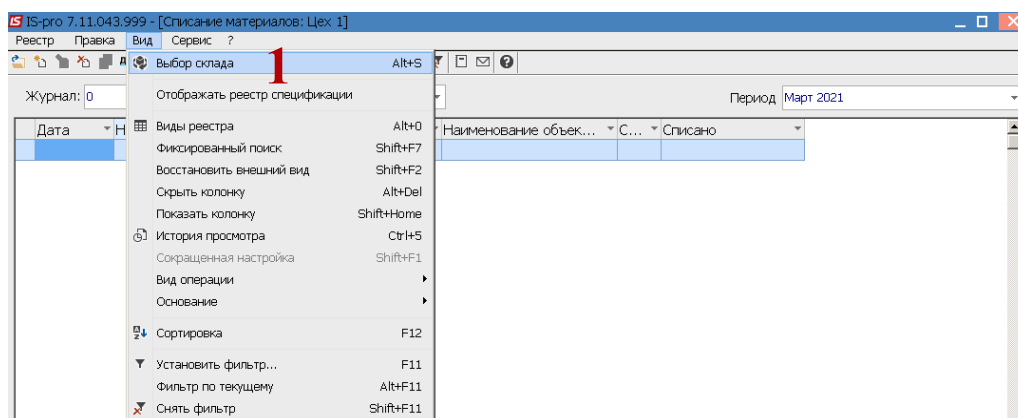 IS-pro 7.11.043.999 - [Списание материалов: Цех 1]
Реестр Правка Вид Сервис ?
Выбор склада Alt+S
1
Журнал: 0 Период Март 2021
Отображать реестр спецификации
Дата Н Наименование объек... С... Списано
Виды реестра Alt+0
Фиксированный поиск Shift+F7
Восстановить внешний вид Shift+F2
Скрыть колонку Alt+Del
Показать колонку Shift+Home
История просмотра Ctrl+5
Сокращенная настройка Shift+F1
Вид операции
Основание
Сортировка F12
Установить фильтр... F11
Фильтр по текущему Alt+F11
Снять фильтр Shift+F11